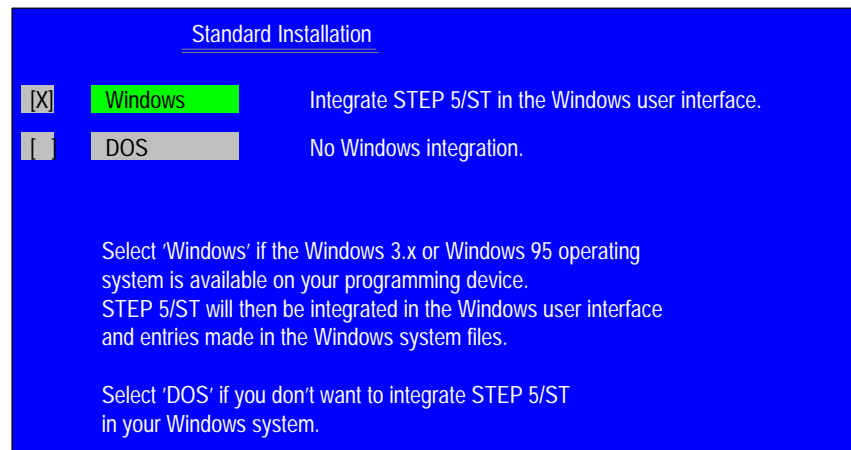 Standard Installation
[X] Windows Integrate STEP 5/ST in the Windows user interface.
[ ] DOS No Windows integration.
Select 'Windows' if the Windows 3.x or Windows 95 operating
system is available on your programming device.
STEP 5/ST will then be integrated in the Windows user interface
and entries made in the Windows system files.
Select 'DOS' if you don't want to integrate STEP 5/ST
in your Windows system.